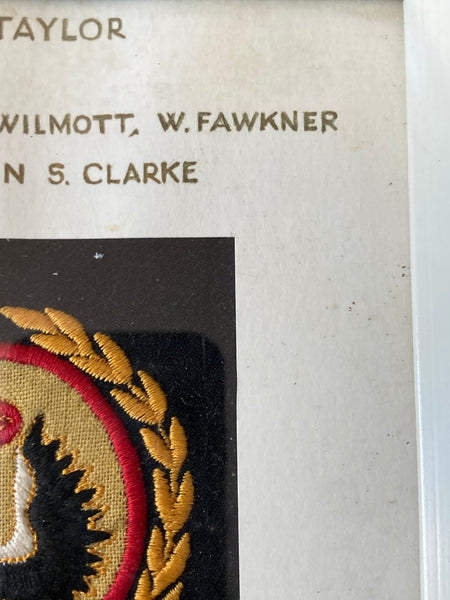 TAYLOR
WILMOTT, W. FAWKNER
N S. CLARKE